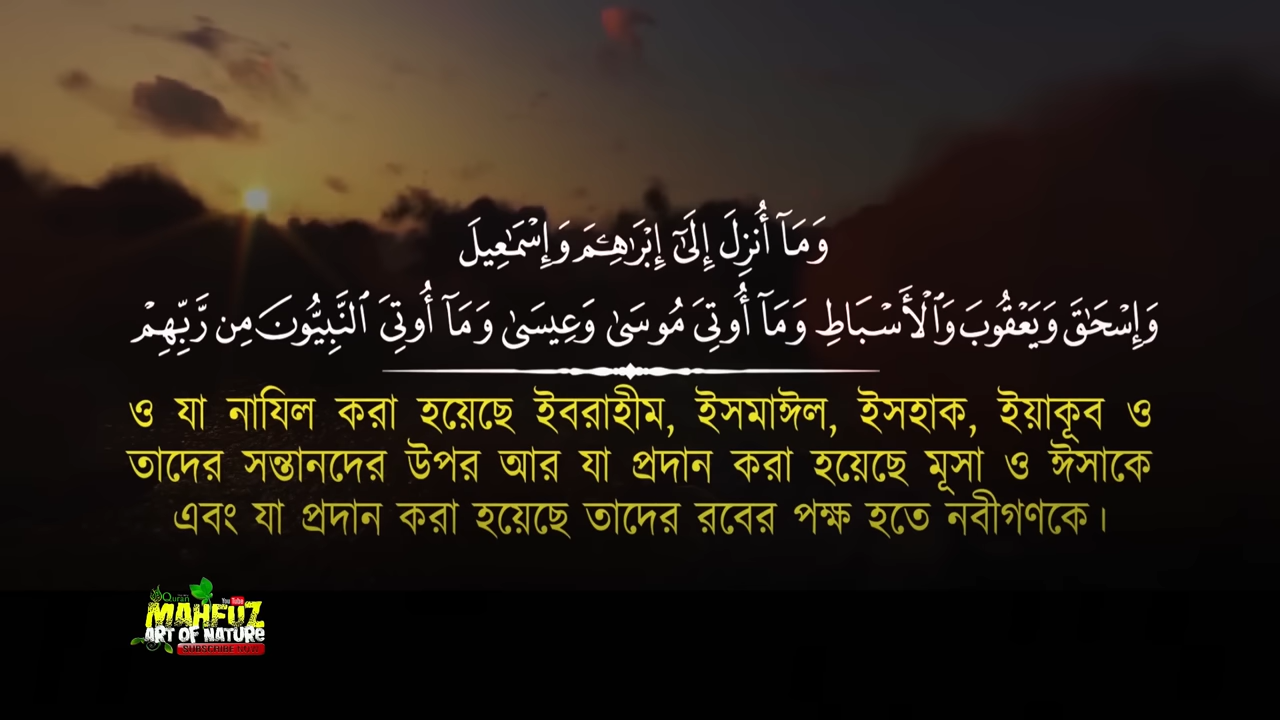 وَمَآ أُنزِلَ إِلَىٰٓ إِبْرَٰهِـۧمَ وَإِسْمَٰعِيلَ
وَإِسْحَٰقَ وَيَعْقُوبَ وَٱلْأَسْبَاطِ وَمَآ أُوتِىَ مُوسَىٰ وَعِيسَىٰ وَمَآ أُوتِىَ ٱلنَّبِيُّونَ مِن رَّبِّهِمْ
ও যা নাযিল করা হয়েছে ইবরাহীম, ইসমাঈল, ইসহাক, ইয়াকূব ও
তাদের সন্তানদের উপর আর যা প্রদান করা হয়েছে মূসা ও ঈসাকে
এবং যা প্রদান করা হয়েছে তাদের রবের পক্ষ হতে নবীগণকে।
Quran
You Tube
MAHFUZ
ART OF NATURE
SUBSCRIBE NOW